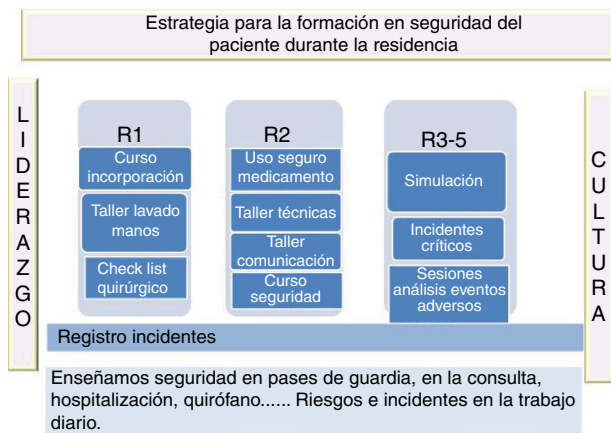 Estrategia para la formación en seguridad del
paciente durante la residencia
LIDERAZGO
R1
Curso
incorporación
Taller lavado
manos
Check list
quirúrgico
R2
Uso seguro
medicamento
Taller técnicas
Taller
comunicación
Curso
seguridad
R3-5
Simulación
Incidentes
críticos
Sesiones
análisis eventos
adversos
CULTURA
Registro incidentes
Enseñamos seguridad en pases de guardia, en la consulta,
hospitalización, quirófano...... Riesgos e incidentes en la trabajo
diario.